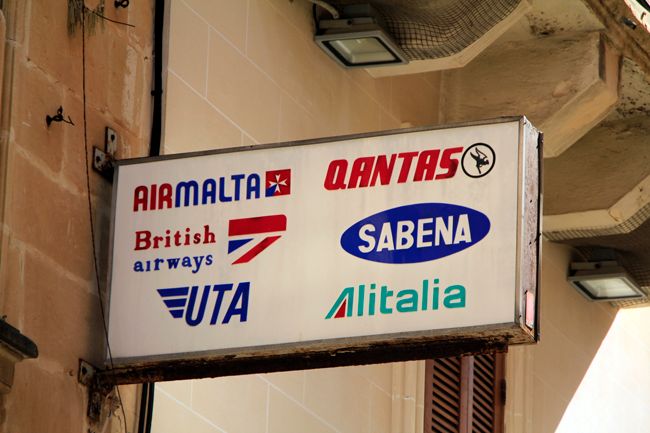 AIRMALTA
British
airways
UTA
QANTAS
SABENA
Alitalia